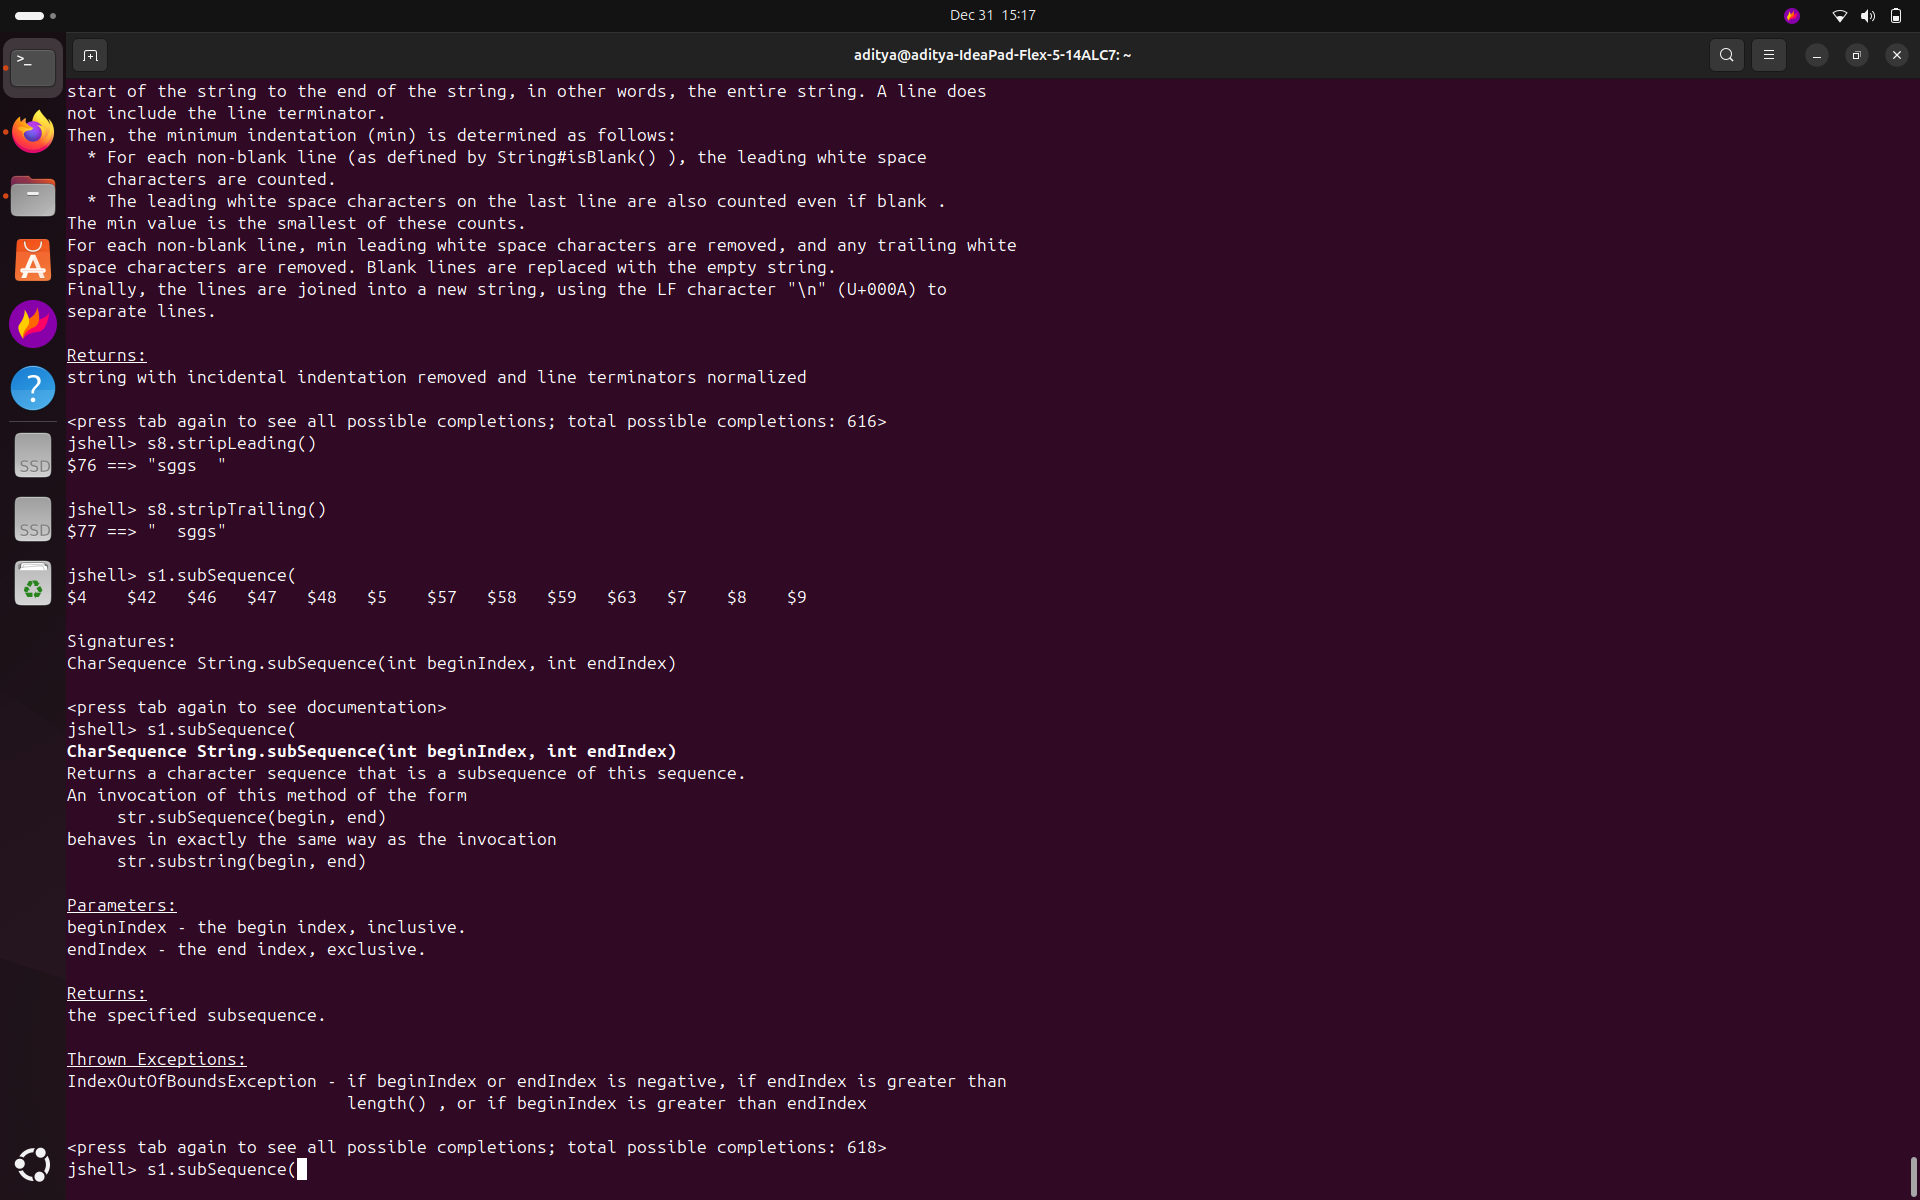 Dec 31  15:17
aditya@aditya-IdeaPad-Flex-5-14ALC7: ~
start of the string to the end of the string, in other words, the entire string. A line does
not include the line terminator.
Then, the minimum indentation (min) is determined as follows:
  * For each non-blank line (as defined by String#isBlank() ), the leading white space
    characters are counted.
  * The leading white space characters on the last line are also counted even if blank .
The min value is the smallest of these counts.
For each non-blank line, min leading white space characters are removed, and any trailing white
space characters are removed. Blank lines are replaced with the empty string.
Finally, the lines are joined into a new string, using the LF character "\n" (U+000A) to
separate lines.
Returns:
string with incidental indentation removed and line terminators normalized
<press tab again to see all possible completions; total possible completions: 616>
jshell> s8.stripLeading()
$76 ==> "sggs  "
jshell> s8.stripTrailing()
$77 ==> "  sggs"
jshell> s1.subSequence(
$4    $42   $46   $47   $48   $5    $57   $58   $59   $63   $7    $8    $9
Signatures:
CharSequence String.subSequence(int beginIndex, int endIndex)
<press tab again to see documentation>
jshell> s1.subSequence(
CharSequence String.subSequence(int beginIndex, int endIndex)
Returns a character sequence that is a subsequence of this sequence.
An invocation of this method of the form
     str.subSequence(begin, end)
behaves in exactly the same way as the invocation
     str.substring(begin, end)
Parameters:
beginIndex - the begin index, inclusive.
endIndex - the end index, exclusive.
Returns:
the specified subsequence.
Thrown Exceptions:
IndexOutOfBoundsException - if beginIndex or endIndex is negative, if endIndex is greater than
                            length() , or if beginIndex is greater than endIndex
<press tab again to see all possible completions; total possible completions: 618>
jshell> s1.subSequence(
SSD
SSD